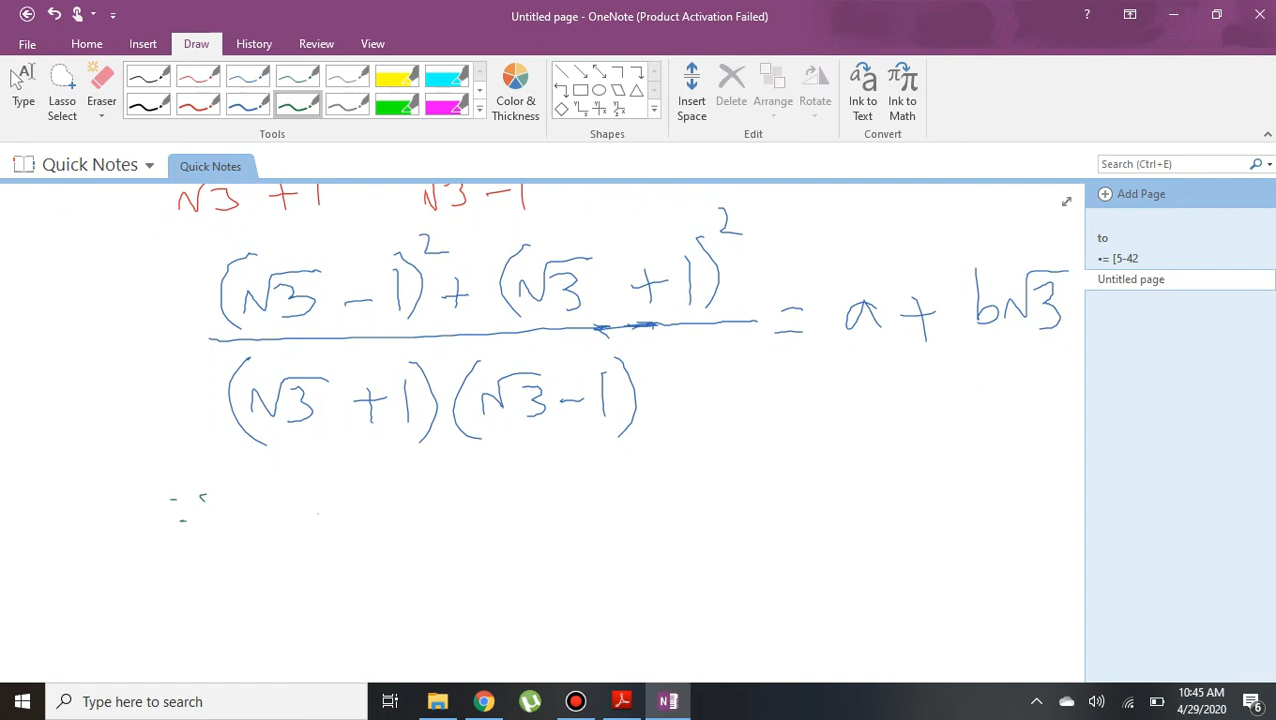 Untitled page - OneNote (Product Activation Failed)
?
File Home Insert Draw History Review View
Type Lasso Select Eraser Color & Thickness Insert Space Delete Arrange Rotate Ink to Text Ink to Math
Tools Shapes Edit Convert
Quick Notes Quick Notes Search (Ctrl+E)
Add Page
to
•= [5-42
Untitled page
√3 + 1 √3 - 1
(√3 - 1)² + (√3 + 1)² = a + b√3
(√3 + 1)(√3 - 1)
Type here to search
10:45 AM
4/29/2020
6